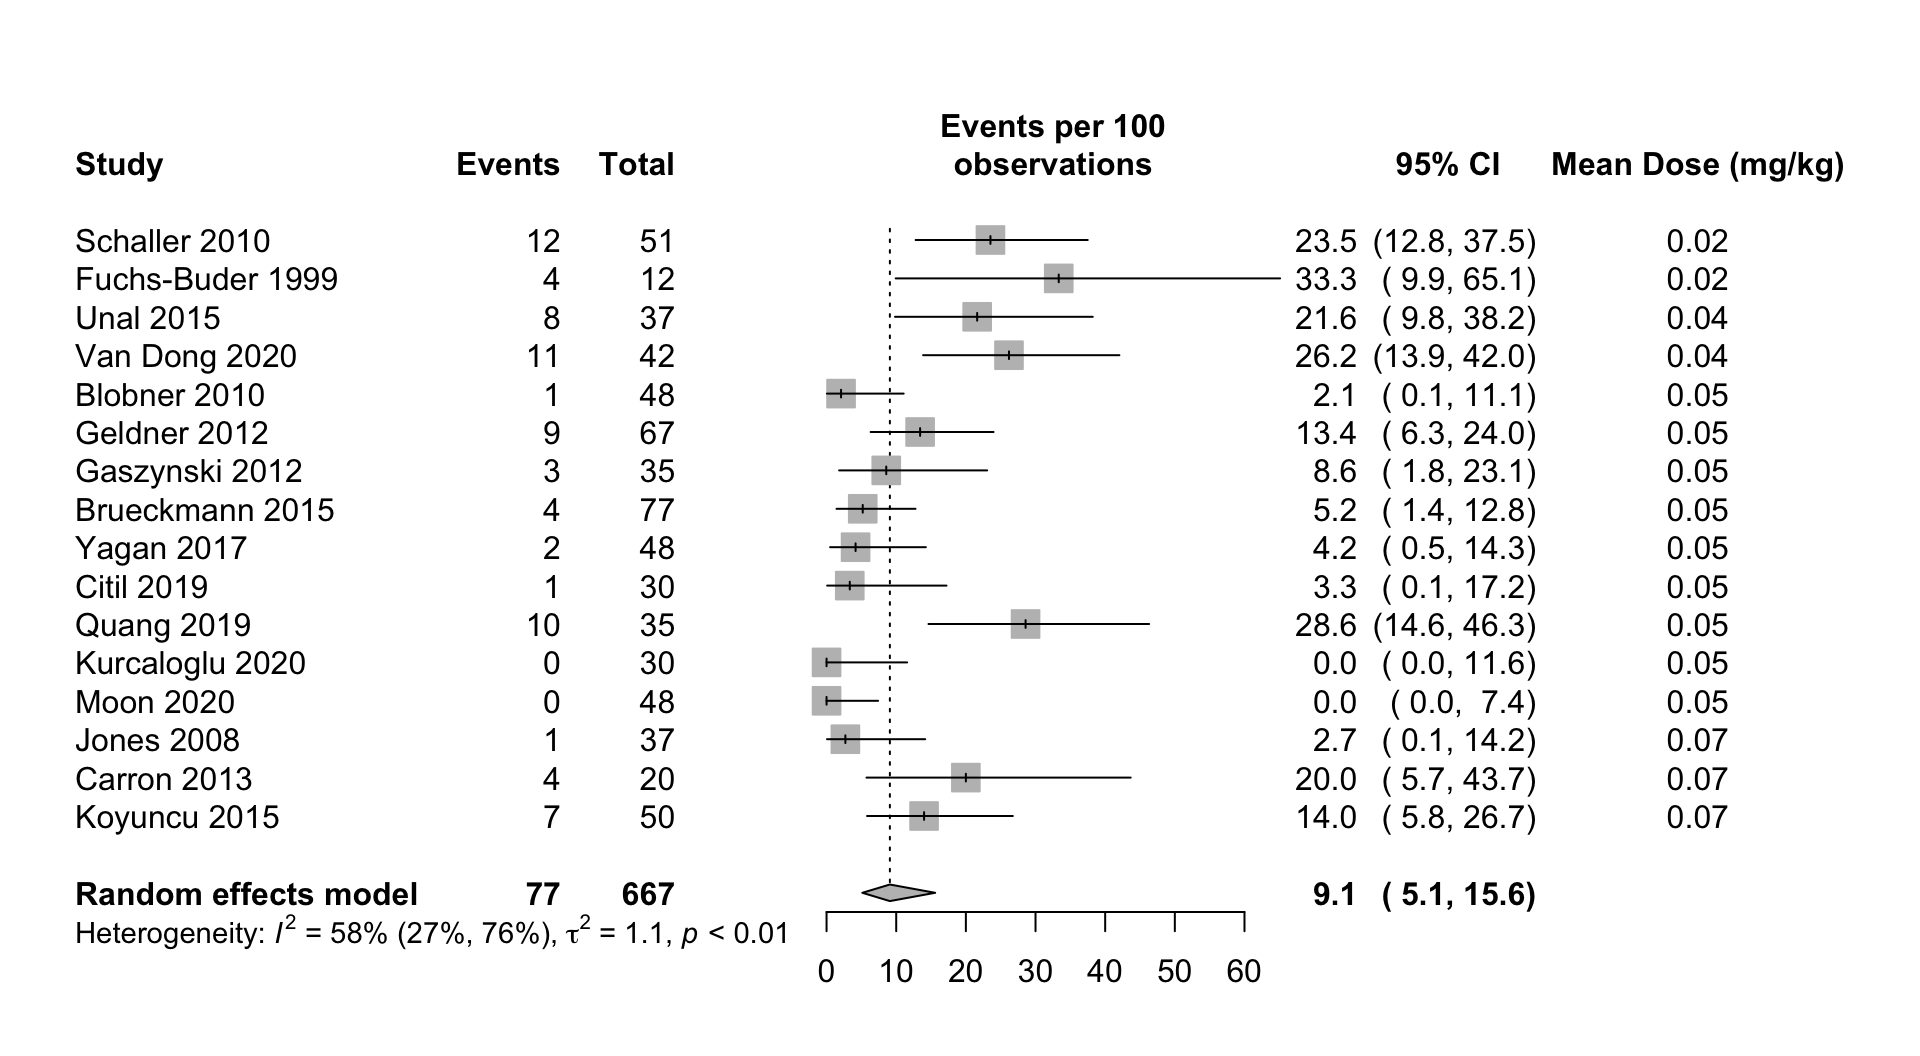 Events per 100
Study Events Total observations 95% CI Mean Dose (mg/kg)
Schaller 2010 12 51 23.5 (12.8, 37.5) 0.02
Fuchs-Buder 1999 4 12 33.3 ( 9.9, 65.1) 0.02
Unal 2015 8 37 21.6 ( 9.8, 38.2) 0.04
Van Dong 2020 11 42 26.2 (13.9, 42.0) 0.04
Blobner 2010 1 48 2.1 ( 0.1, 11.1) 0.05
Geldner 2012 9 67 13.4 ( 6.3, 24.0) 0.05
Gaszynski 2012 3 35 8.6 ( 1.8, 23.1) 0.05
Brueckmann 2015 4 77 5.2 ( 1.4, 12.8) 0.05
Yagan 2017 2 48 4.2 ( 0.5, 14.3) 0.05
Citil 2019 1 30 3.3 ( 0.1, 17.2) 0.05
Quang 2019 10 35 28.6 (14.6, 46.3) 0.05
Kurcaloglu 2020 0 30 0.0 ( 0.0, 11.6) 0.05
Moon 2020 0 48 0.0 ( 0.0, 7.4) 0.05
Jones 2008 1 37 2.7 ( 0.1, 14.2) 0.07
Carron 2013 4 20 20.0 ( 5.7, 43.7) 0.07
Koyuncu 2015 7 50 14.0 ( 5.8, 26.7) 0.07
Random effects model 77 667 9.1 ( 5.1, 15.6)
Heterogeneity: I² = 58% (27%, 76%), τ² = 1.1, p < 0.01
0 10 20 30 40 50 60